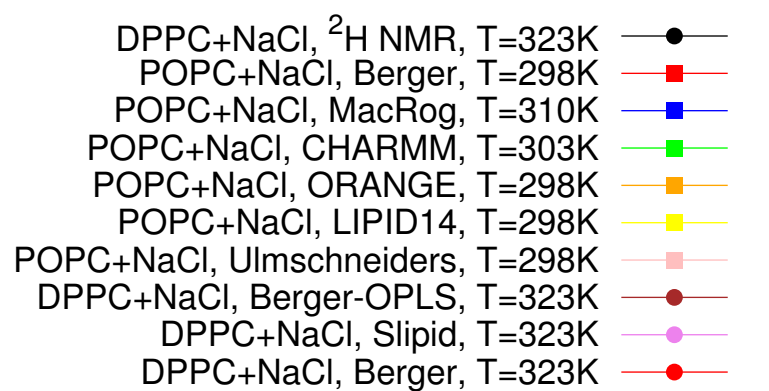 DPPC+NaCl, ²H NMR, T=323K
POPC+NaCl, Berger, T=298K
POPC+NaCl, MacRog, T=310K
POPC+NaCl, CHARMM, T=303K
POPC+NaCl, ORANGE, T=298K
POPC+NaCl, LIPID14, T=298K
POPC+NaCl, Ulmschneiders, T=298K
DPPC+NaCl, Berger-OPLS, T=323K
DPPC+NaCl, Slipid, T=323K
DPPC+NaCl, Berger, T=323K